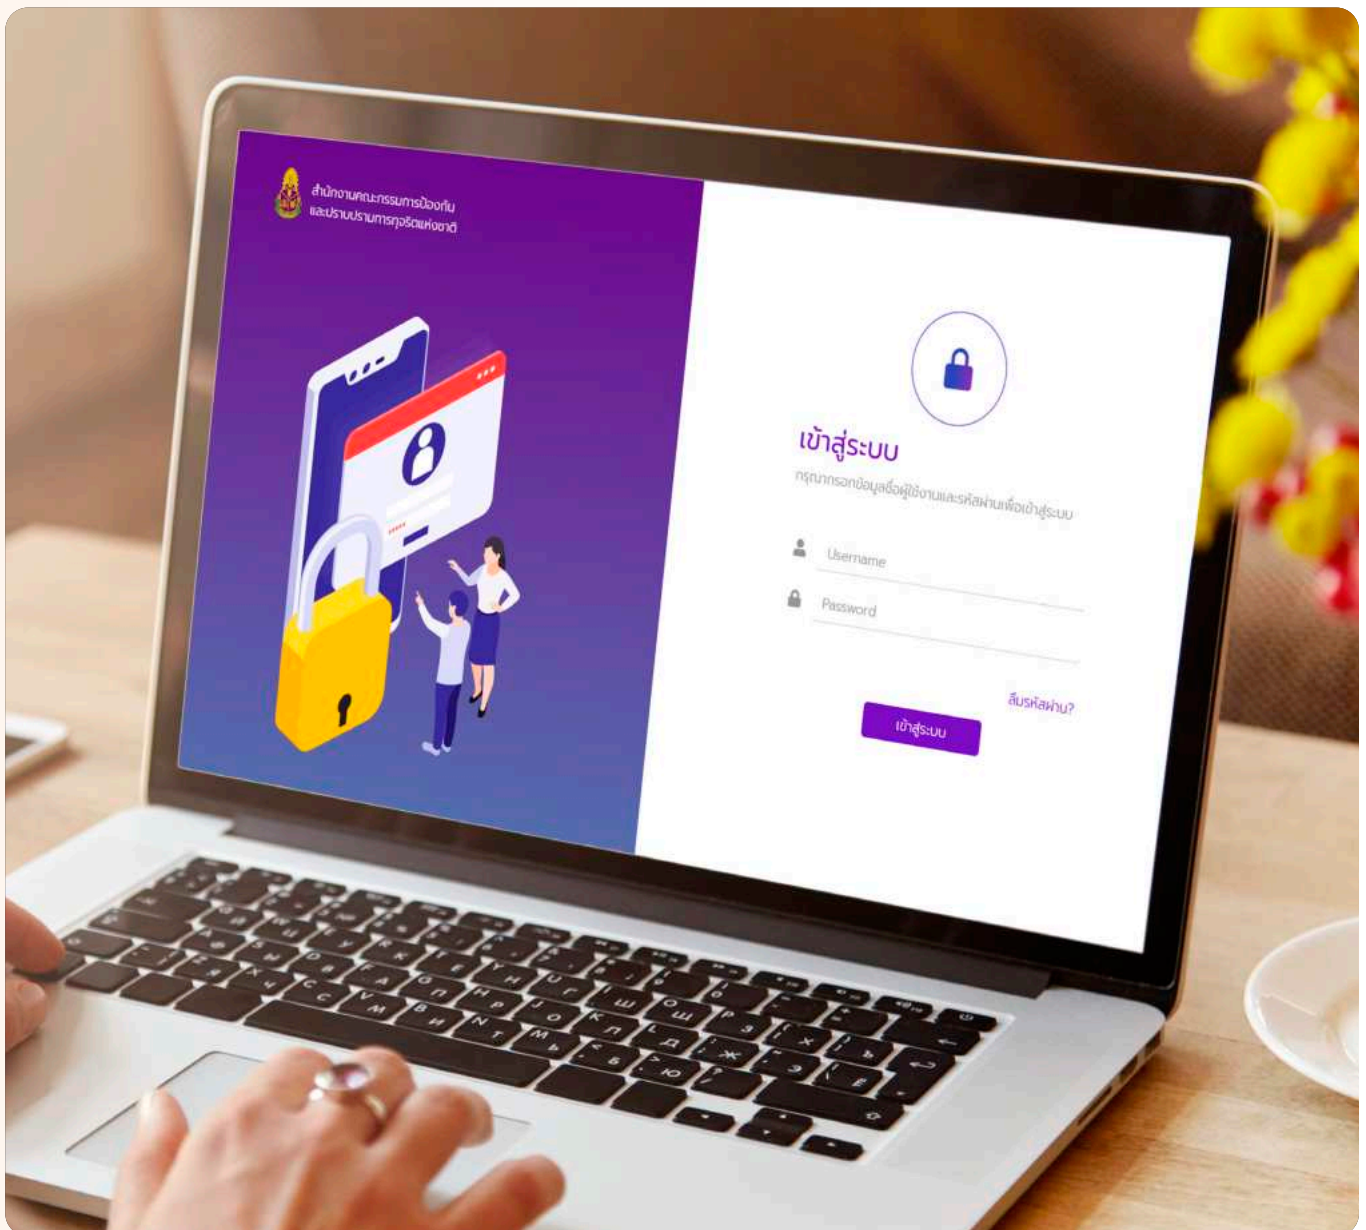 สำนักงานคณะกรรมการป้องกัน
และปราบปรามการทุจริตแห่งชาติ
เข้าสู่ระบบ
กรุณากรอกข้อมูลชื่อผู้ใช้งานและรหัสผ่านเพื่อเข้าสู่ระบบ
Username
Password
ลืมรหัสผ่าน?
เข้าสู่ระบบ